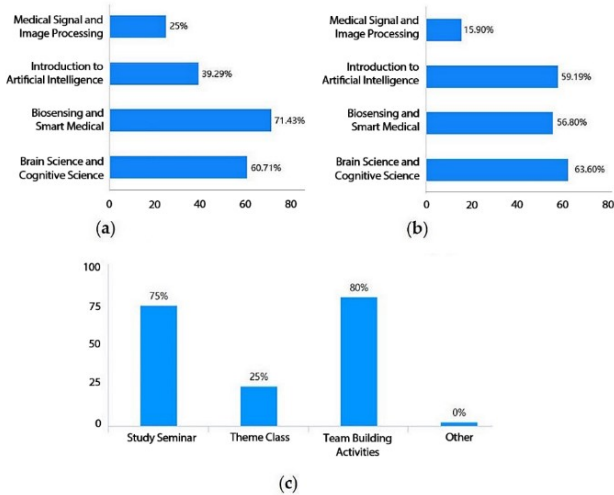 Medical Signal and
Image Processing
25%
Introduction to
Artificial Intelligence
39.29%
Biosensing and
Smart Medical
71.43%
Brain Science and
Cognitive Science
60.71%
0 20 40 60 80
(a)
Medical Signal and
Image Processing
15.90%
Introduction to
Artificial Intelligence
59.19%
Biosensing and
Smart Medical
56.80%
Brain Science and
Cognitive Science
63.60%
0 20 40 60 80
(b)
100
75
50
25
0
75%
25%
80%
0%
Study Seminar
Theme Class
Team Building
Activities
Other
(c)